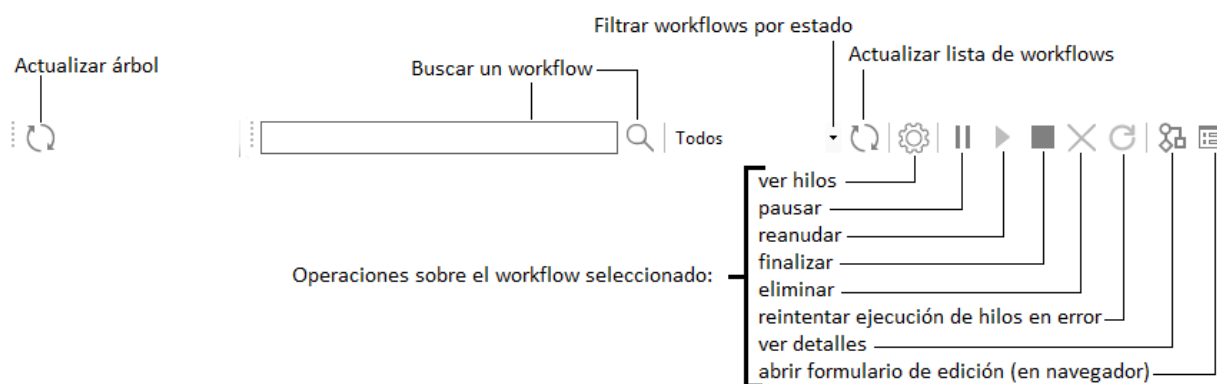 Filtrar workflows por estado
Actualizar árbol
Buscar un workflow
Actualizar lista de workflows
Todos
ver hilos
pausar
reanudar
Operaciones sobre el workflow seleccionado:
finalizar
eliminar
reintentar ejecución de hilos en error
ver detalles
abrir formulario de edición (en navegador)